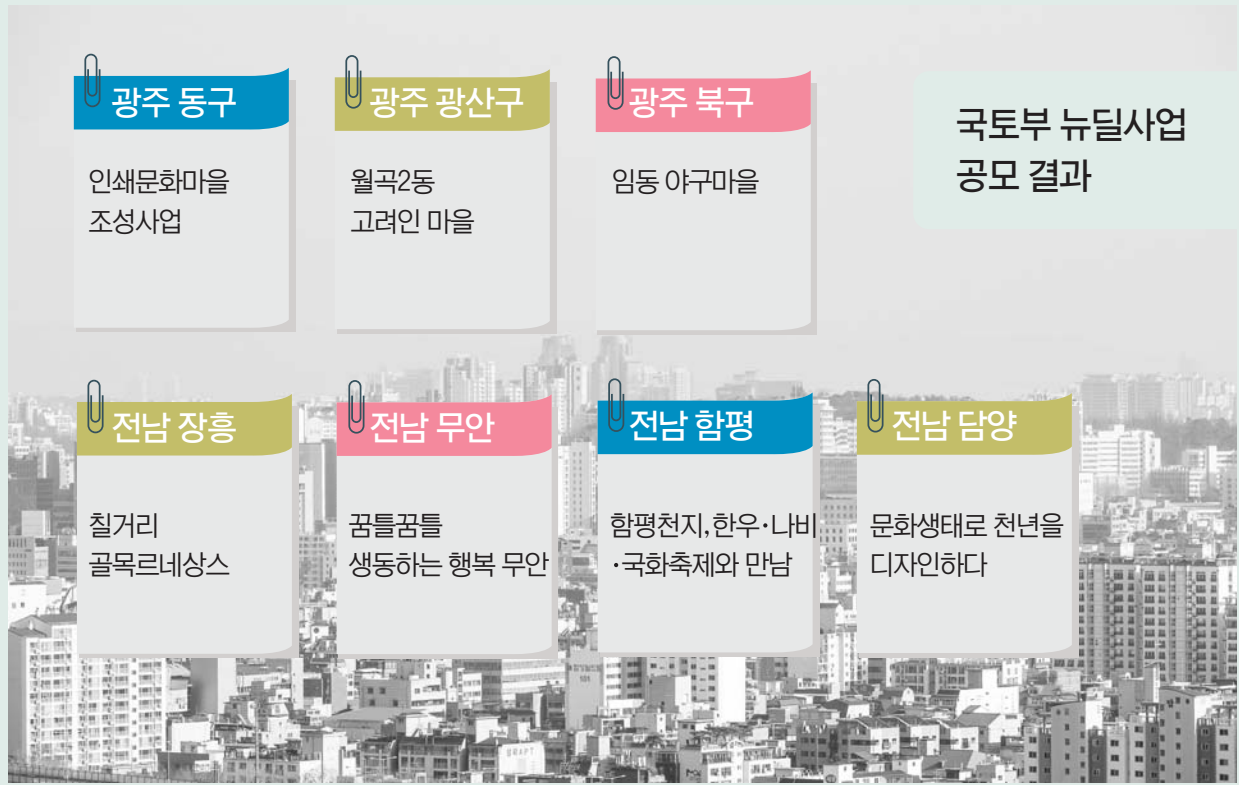 국토부 뉴딜사업
공모 결과
광주 동구
인쇄문화마을
조성사업
광주 광산구
월곡2동
고려인 마을
광주 북구
임동 야구마을
전남 장흥
칠거리
골목르네상스
전남 무안
꿈틀꿈틀
생동하는 행복 무안
전남 함평
함평천지,한우·나비
·국화축제와 만남
전남 담양
문화생태로 천년을
디자인하다